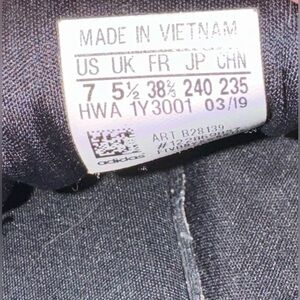 MADE IN VIETNAM
US UK FR JP CHN
7 5½ 38⅔ 240 235
HWA 1Y3001 03/19
ART B28139
adidas